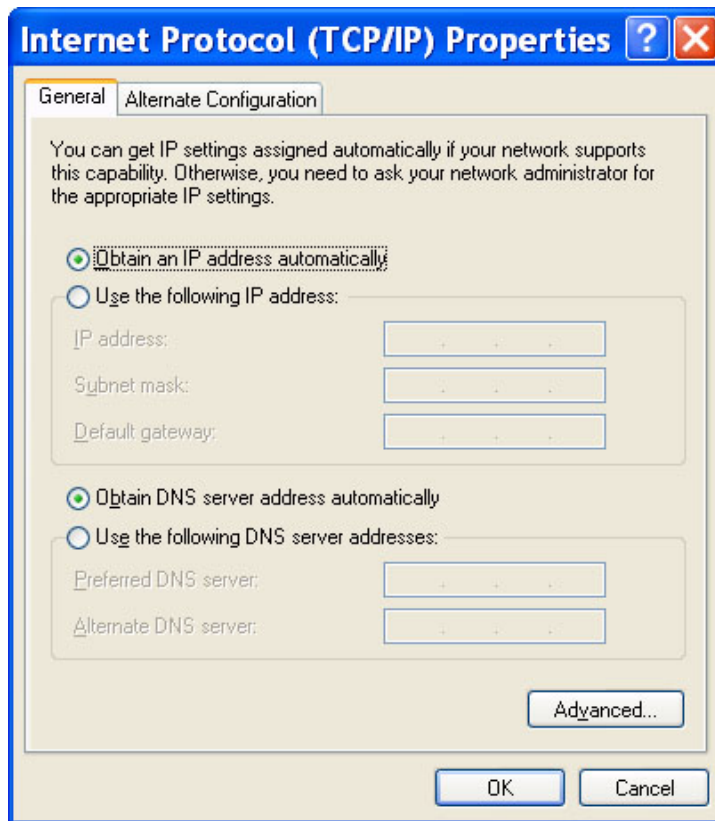 Internet Protocol (TCP/IP) Properties ?
General Alternate Configuration
You can get IP settings assigned automatically if your network supports
this capability. Otherwise, you need to ask your network administrator for
the appropriate IP settings.
Obtain an IP address automatically
Use the following IP address:
IP address:
Subnet mask:
Default gateway:
Obtain DNS server address automatically
Use the following DNS server addresses:
Preferred DNS server:
Alternate DNS server:
Advanced...
OK Cancel